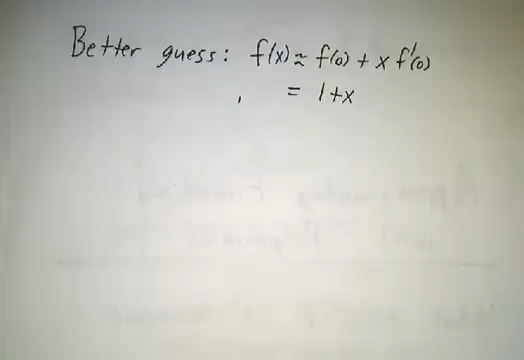 Better guess: f(x) ≈ f(0) + x f'(0)
= 1+x